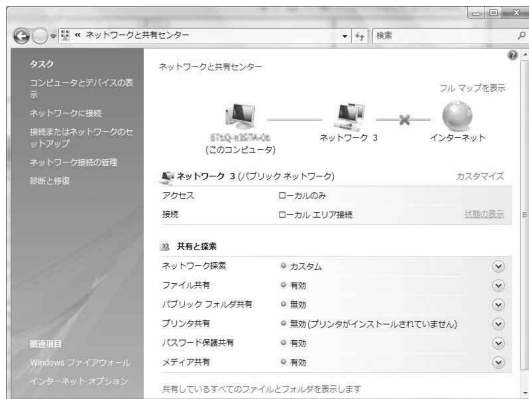 ネットワークと共有センター
検索
タスク
コンピュータとデバイスの表
示
ネットワークに接続
接続またはネットワークのセ
ットアップ
ネットワーク接続の管理
診断と修復
関連項目
Windows ファイアウォール
インターネット オプション
ネットワークと共有センター
フル マップを表示
(このコンピュータ)
ネットワーク 3
インターネット
ネットワーク 3 (パブリック ネットワーク)
カスタマイズ
アクセス
ローカルのみ
接続
ローカル エリア接続
状態の表示
共有と探索
ネットワーク探索
カスタム
ファイル共有
有効
パブリック フォルダ共有
無効
プリンタ共有
無効 (プリンタがインストールされていません)
パスワード保護共有
有効
メディア共有
有効
共有しているすべてのファイルとフォルダを表示します